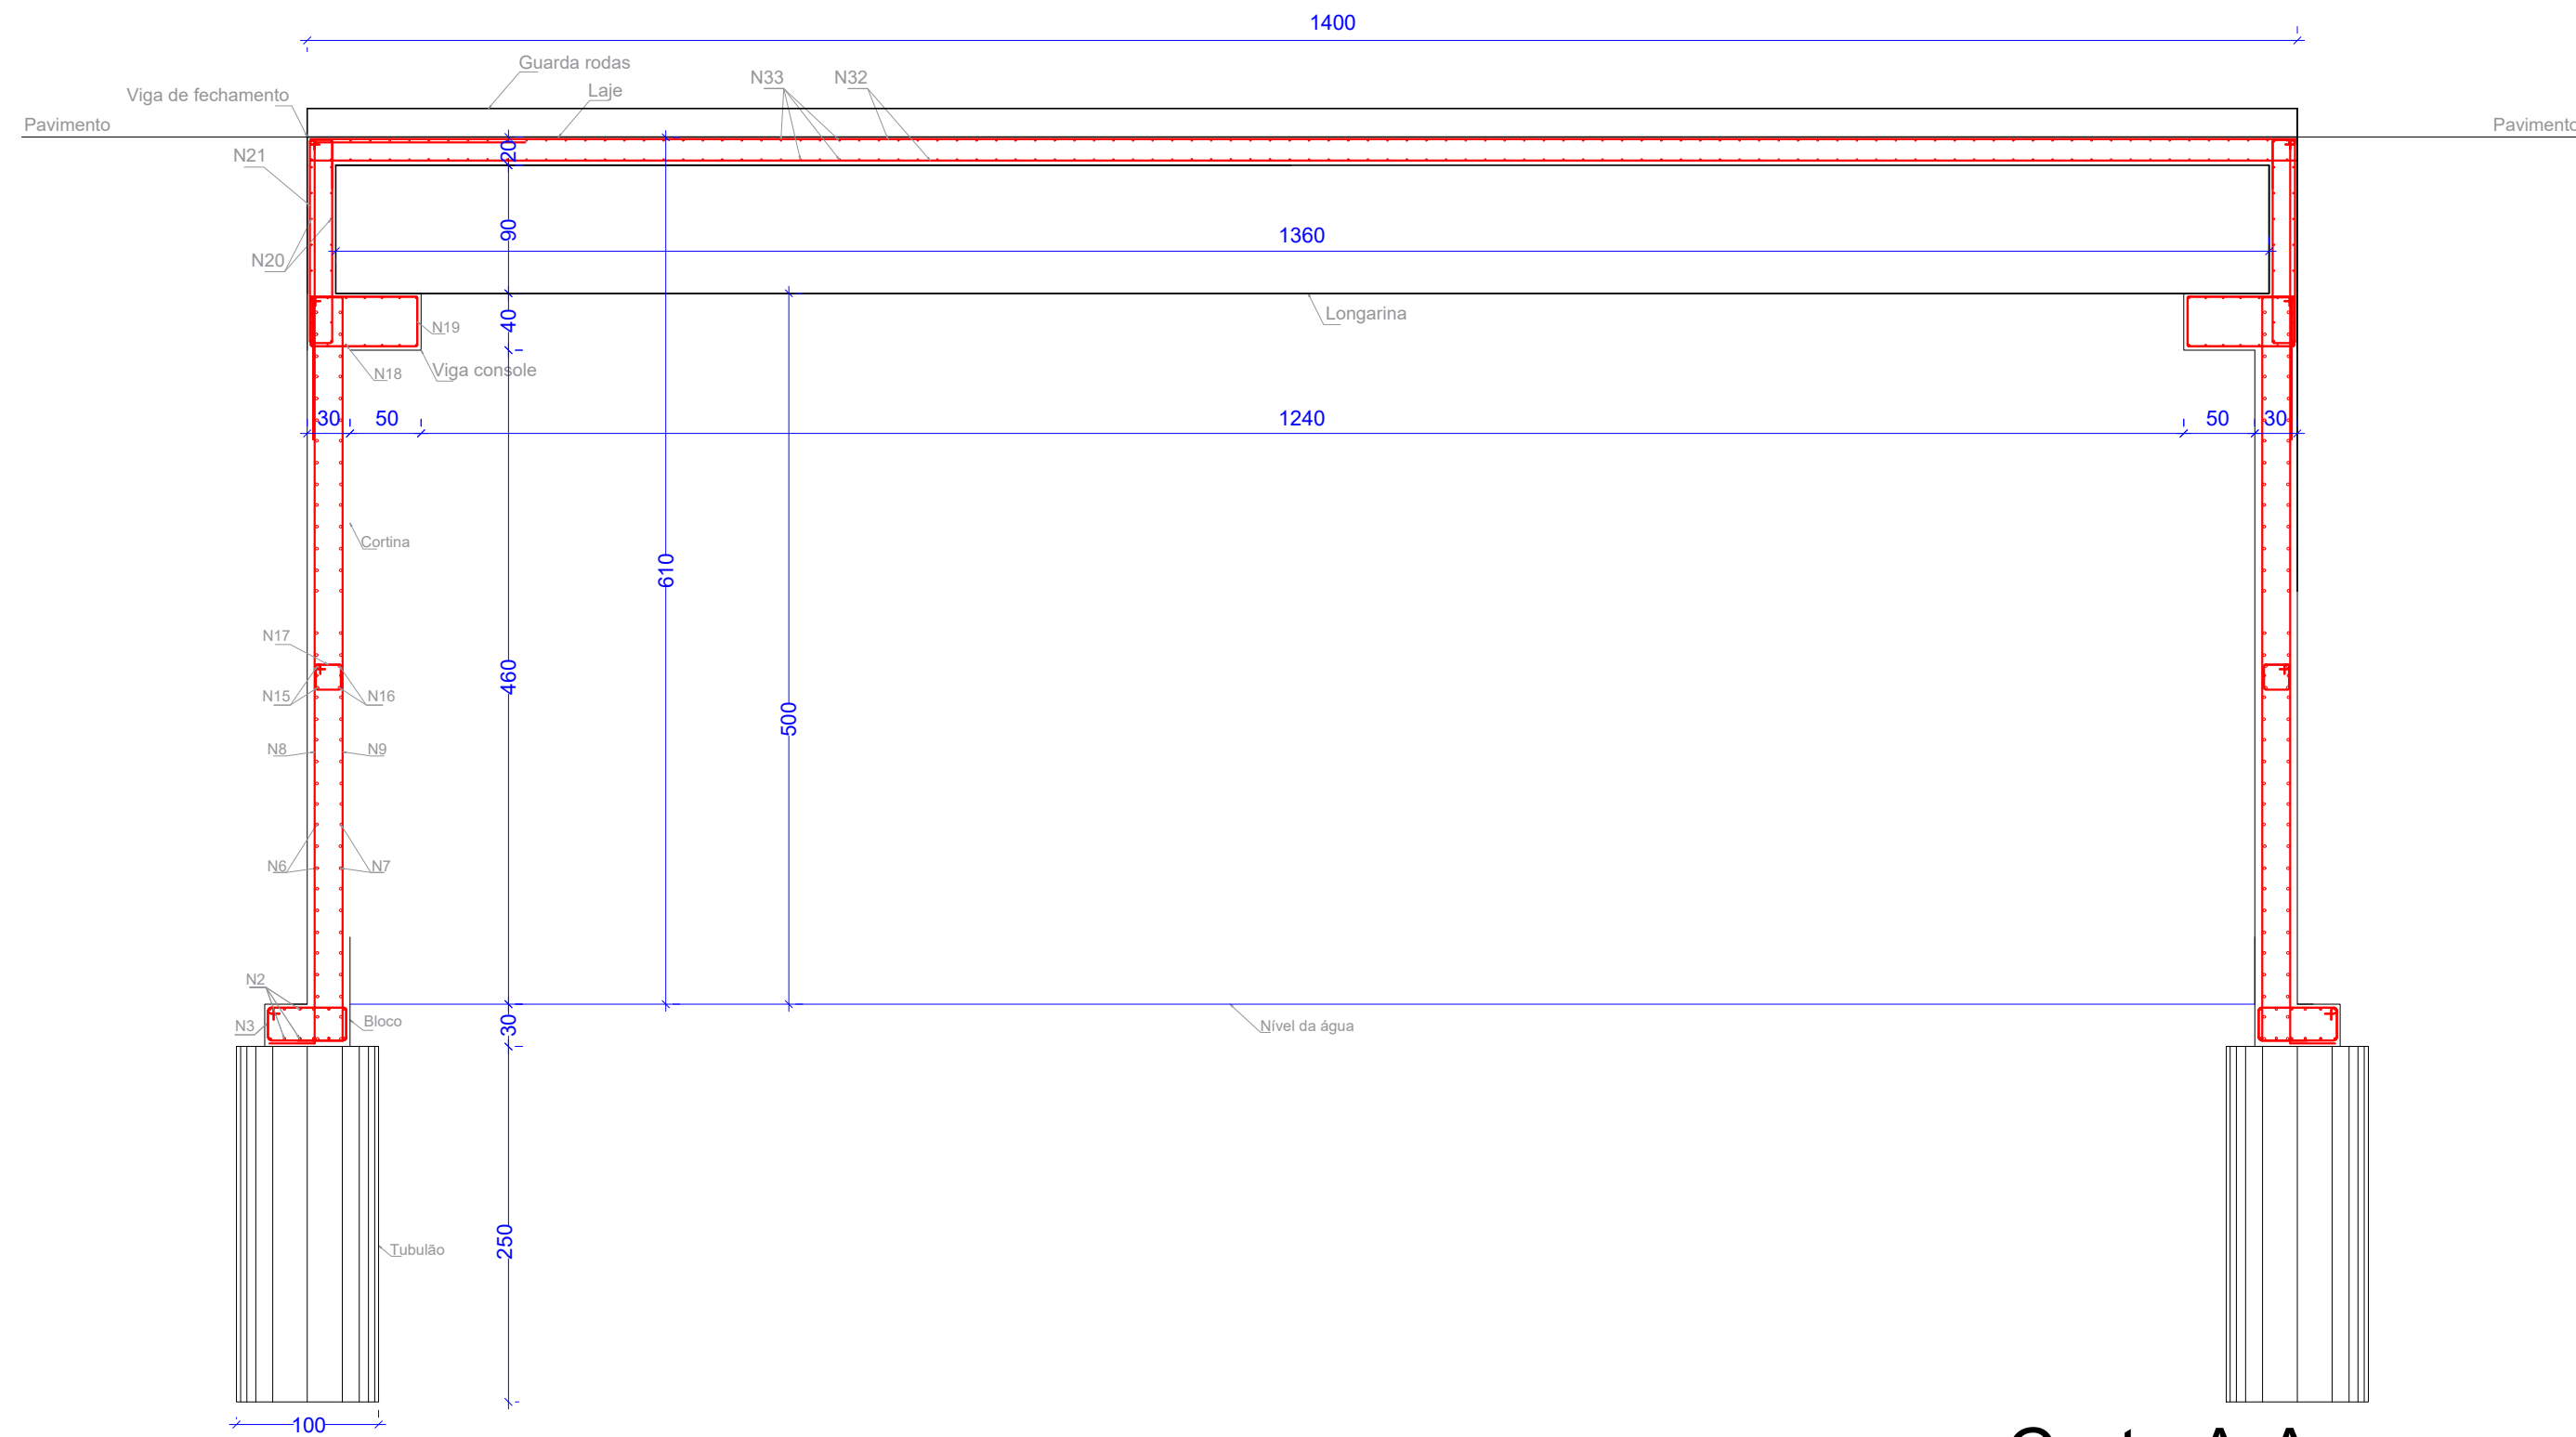 1400
Guarda rodas
N33
N32
Laje
Viga de fechamento
Pavimento
Pavimento
N21
20
90
1360
N20
40
N19
Longarina
N18
Viga console
30
50
1240
50
30
Cortina
610
N17
460
N15
N16
500
N8
N9
N6
N7
N2
N3
Bloco
30
Nível da água
250
Tubulão
100